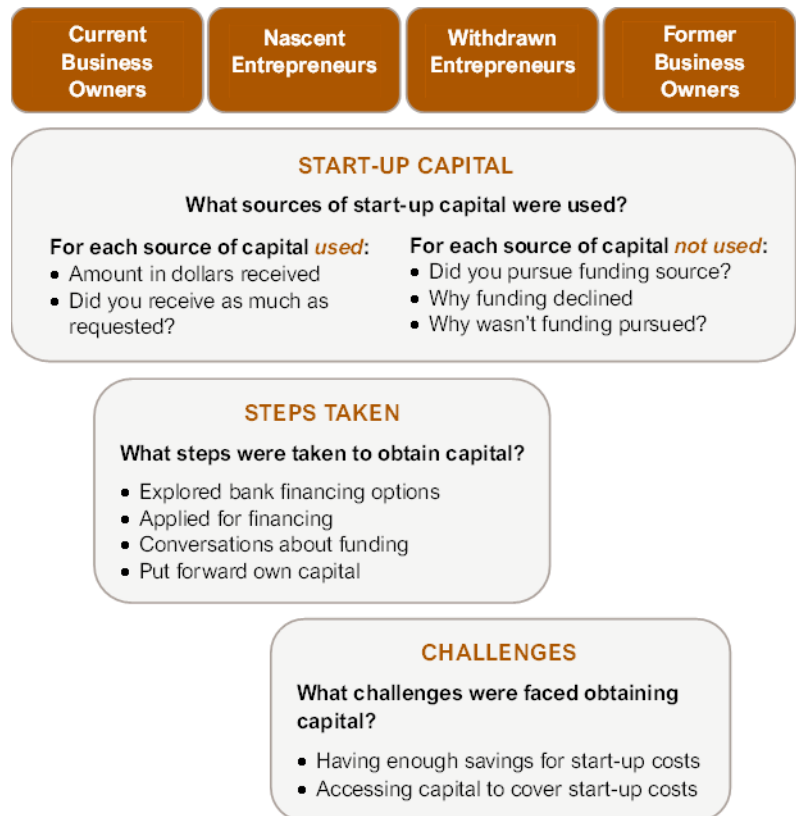 Current
Business
Owners
Nascent
Entrepreneurs
Withdrawn
Entrepreneurs
Former
Business
Owners
START-UP CAPITAL
What sources of start-up capital were used?
For each source of capital used:
• Amount in dollars received
• Did you receive as much as
requested?
For each source of capital not used:
• Did you pursue funding source?
• Why funding declined
• Why wasn't funding pursued?
STEPS TAKEN
What steps were taken to obtain capital?
• Explored bank financing options
• Applied for financing
• Conversations about funding
• Put forward own capital
CHALLENGES
What challenges were faced obtaining
capital?
• Having enough savings for start-up costs
• Accessing capital to cover start-up costs